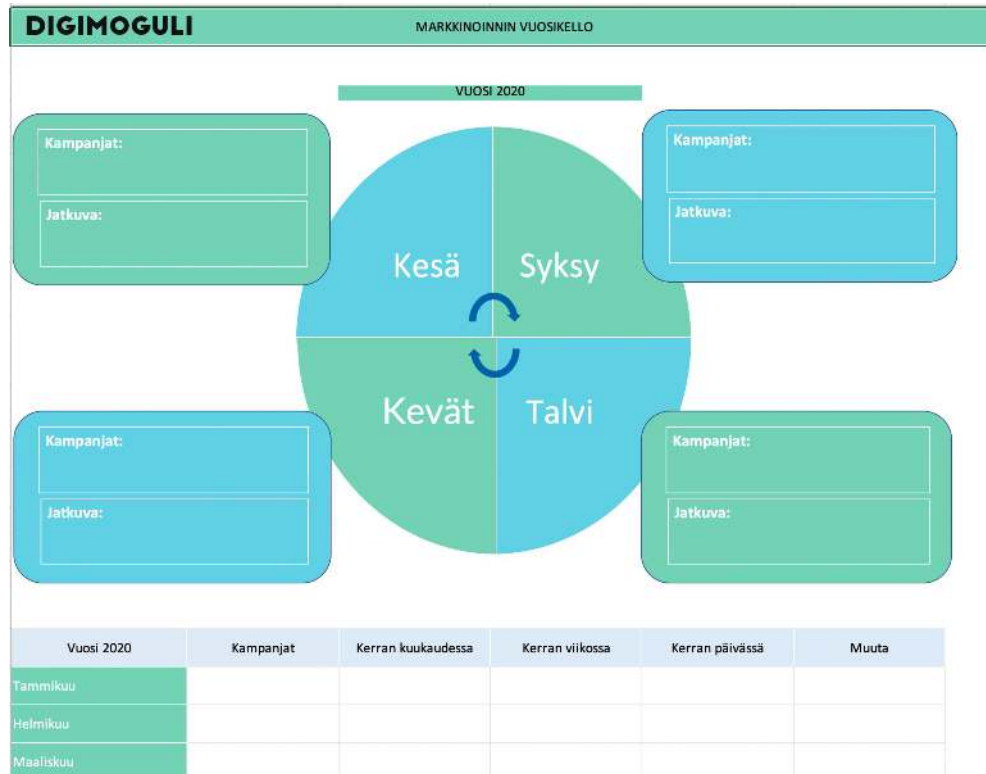 DIGIMOGULI
MARKKINOINNIN VUOSIKELLO
VUOSI 2020
Kampanjat:
Jatkuva:
Kampanjat:
Jatkuva:
Kesä
Syksy
Kevät
Talvi
Kampanjat:
Jatkuva:
Kampanjat:
Jatkuva:
Vuosi 2020 Kampanjat Kerran kuukaudessa Kerran viikossa Kerran päivässä Muuta
Tammikuu
Helmikuu
Maaliskuu